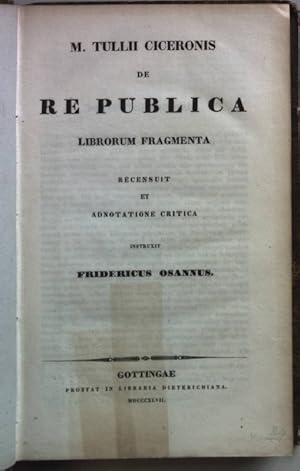 M. TULLII CICERONIS
DE
RE PUBLICA
LIBRORUM FRAGMENTA
RECENSUIT
ET
ADNOTATIONE CRITICA
INSTRUXIT
FRIDERICUS OSANNUS.
GOTTINGAE
PROSTAT IN LIBRARIA DIETERICHIANA.
MDCCCXLVII.